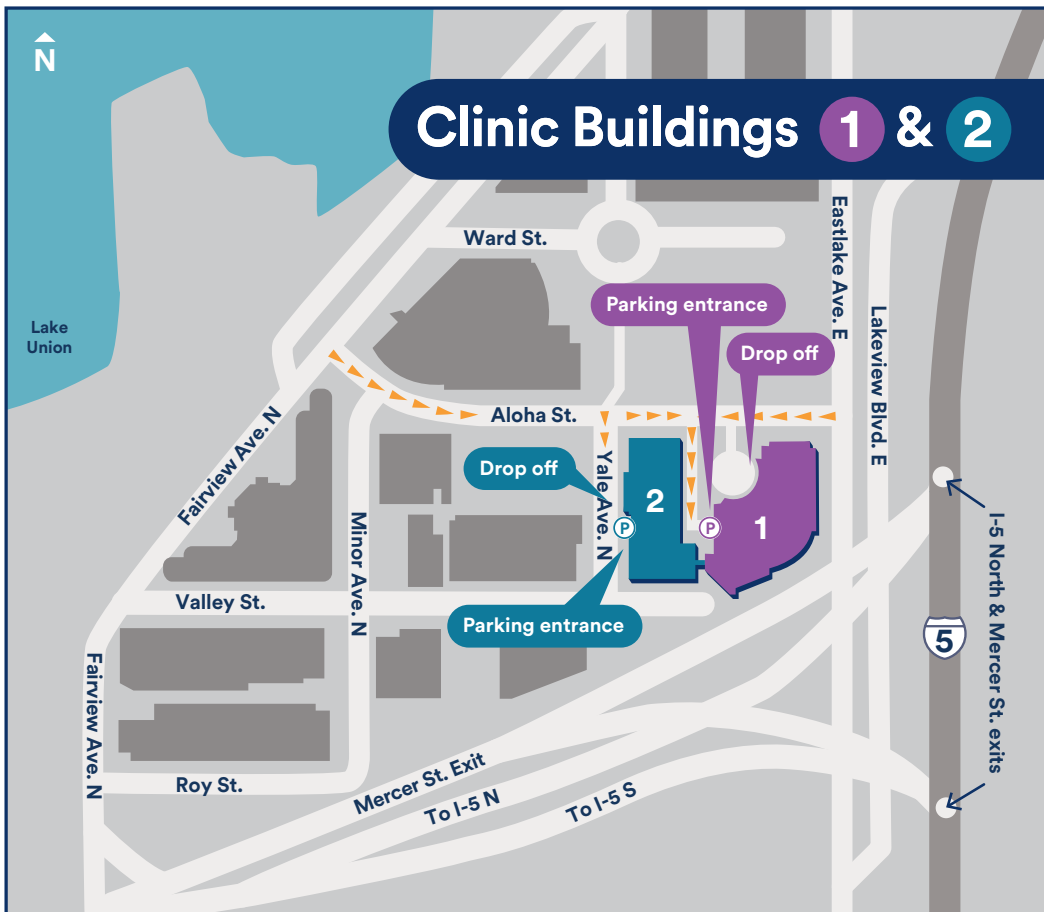 N
Clinic Buildings 1 & 2
Ward St.
Eastlake Ave. E
Parking entrance
Lake
Union
Lakeview Blvd. E
Drop off
Aloha St.
Fairview Ave. N
Drop off
Yale Ave. N
2
P
P
1
Minor Ave. N
I-5 North & Mercer St. exits
Valley St.
Parking entrance
5
Fairview Ave. N
Roy St.
Mercer St. Exit
To I-5 N
To I-5 S